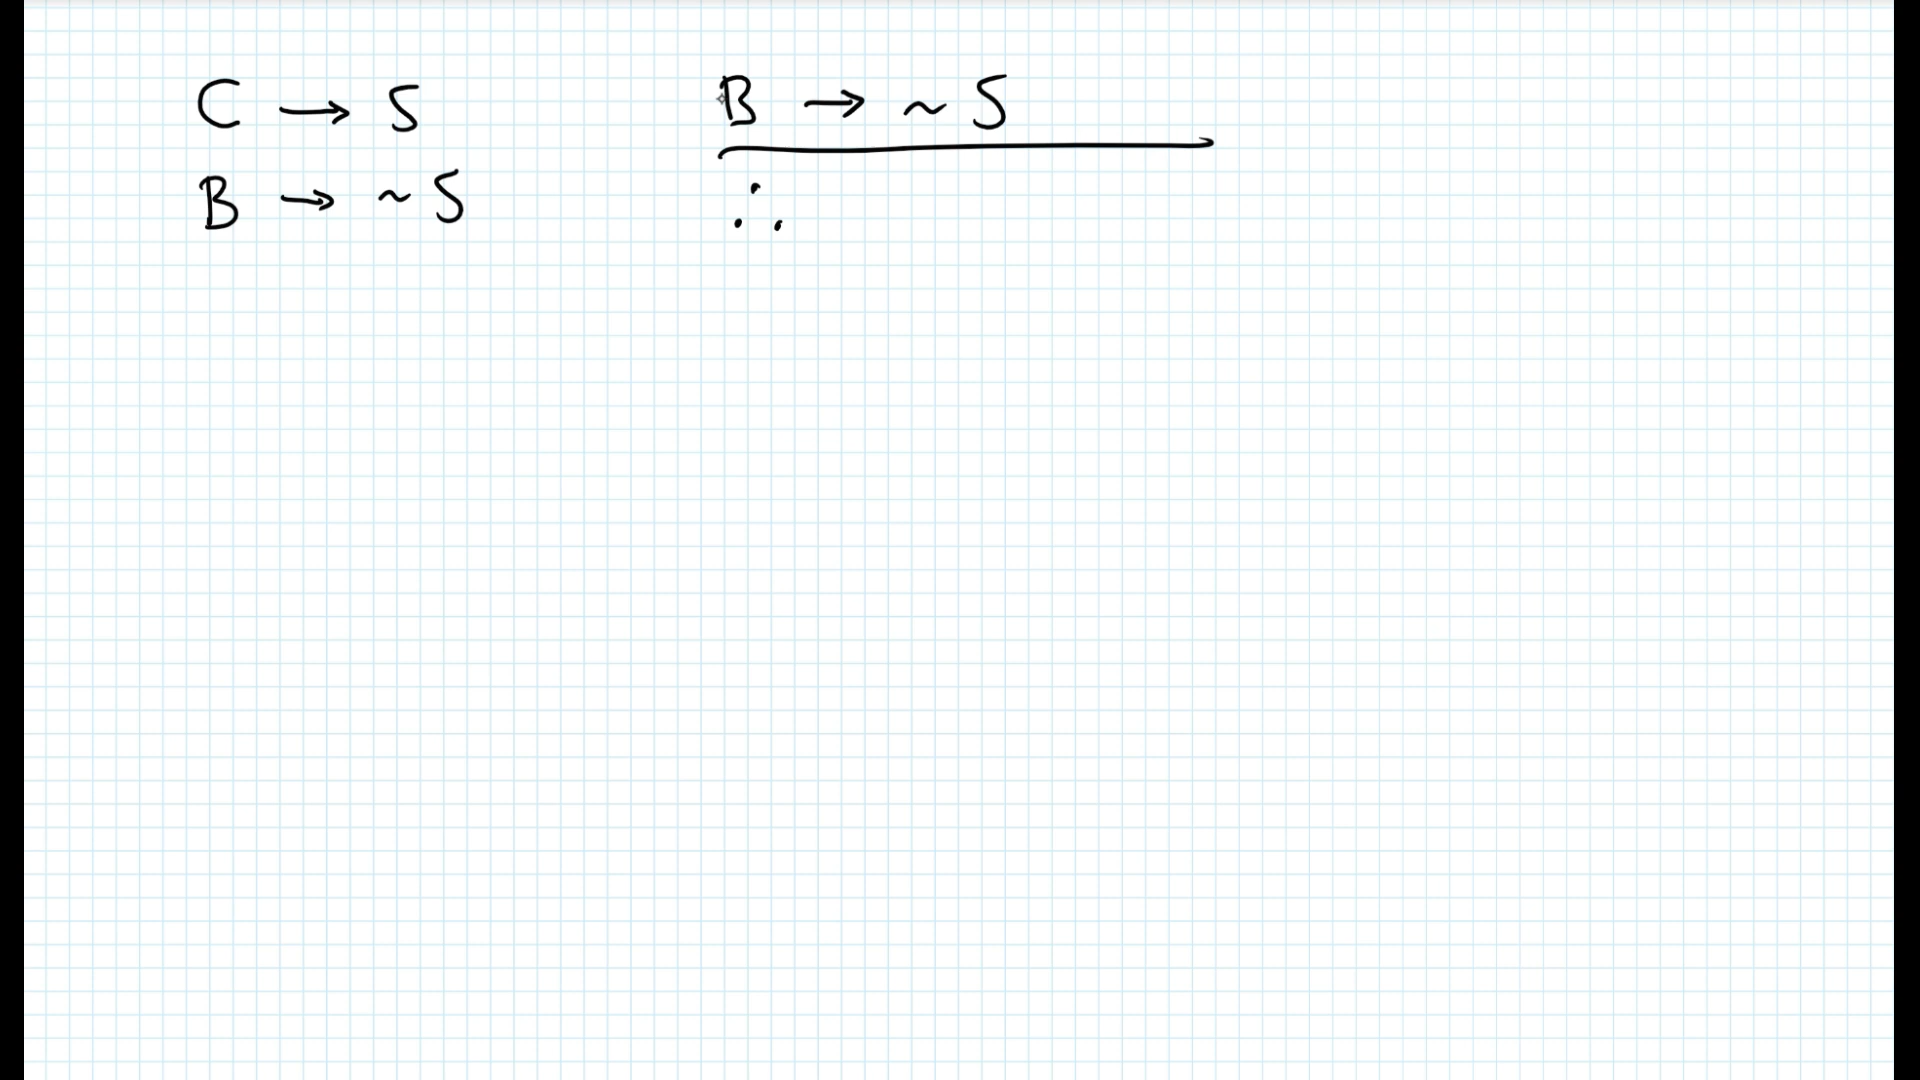 C → S
B → ~ S
B → ~ S
∴